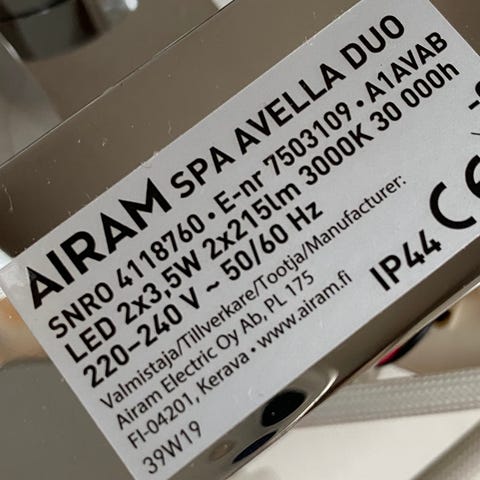 AIRAM SPA AVELLA DUO
SNRO 4118760 • E-nr 7503109 • A1AVAB
LED 2x3,5W 2x215lm 3000K 30 000h
220–240 V ~ 50/60 Hz
Valmistaja/Tillverkare/Tootja/Manufacturer:
Airam Electric Oy Ab, PL 175
FI-04201, Kerava • www.airam.fi
39W19
IP44 CE